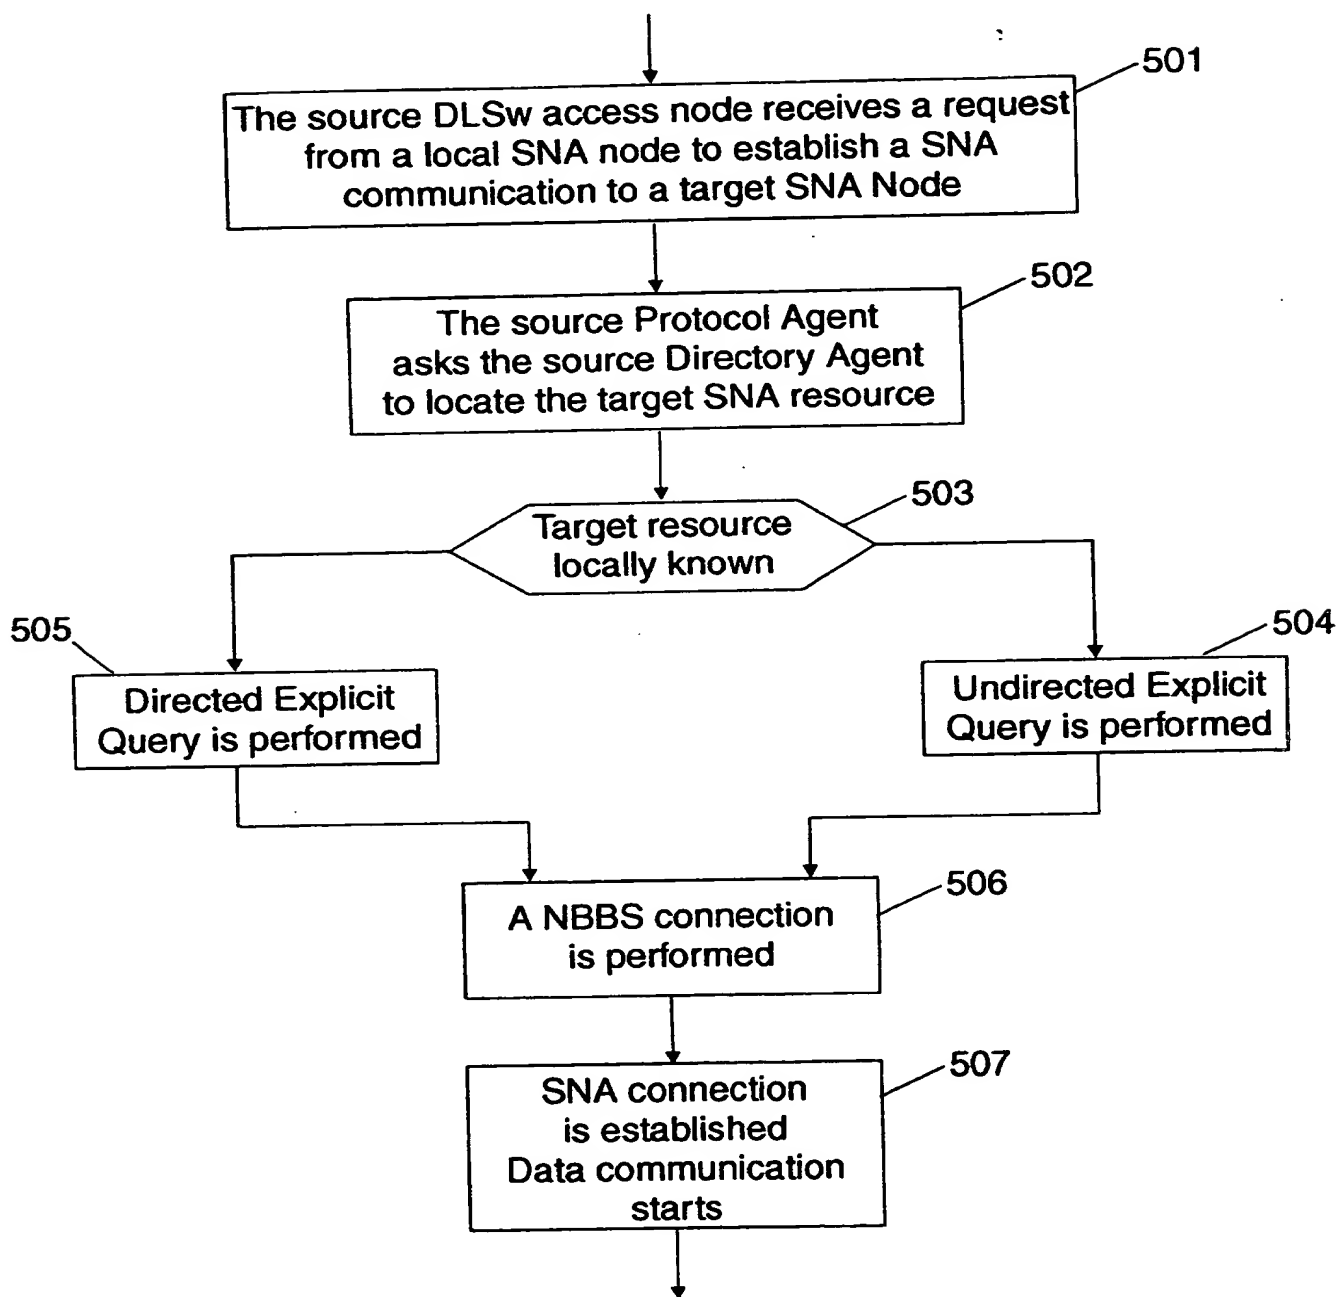 501
The source DLSw access node receives a request
from a local SNA node to establish a SNA
communication to a target SNA Node
502
The source Protocol Agent
asks the source Directory Agent
to locate the target SNA resource
503
Target resource
locally known
505
504
Directed Explicit
Query is performed
Undirected Explicit
Query is performed
506
A NBBS connection
is performed
507
SNA connection
is established
Data communication
starts